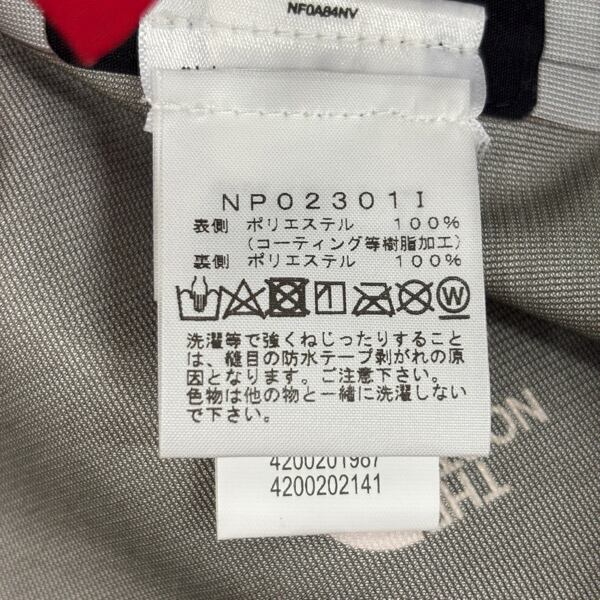 NF0A84NV
NP02301I
表側 ポリエステル 100%
(コーティング等樹脂加工)
裏側 ポリエステル 100%
W
洗濯等で強くねじったりすること
は、縫目の防水テープ剥がれの原
因となります。ご注意下さい。
色物は他の物と一緒に洗濯しない
で下さい。
4200201987
4200202141
THE
NO